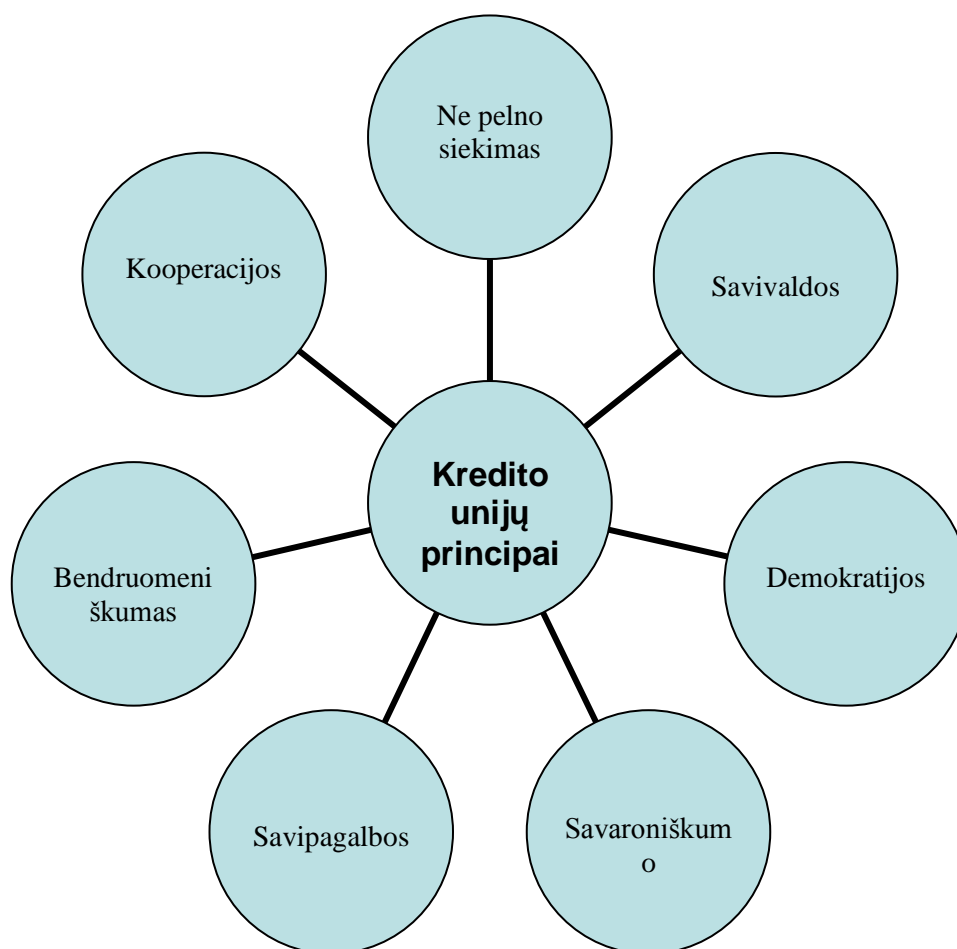 Ne pelno
siekimas
Kooperacijos
Savivaldos
Kredito
unijų
principai
Bendruomeni
škumas
Demokratijos
Savipagalbos
Savaroniškum
o